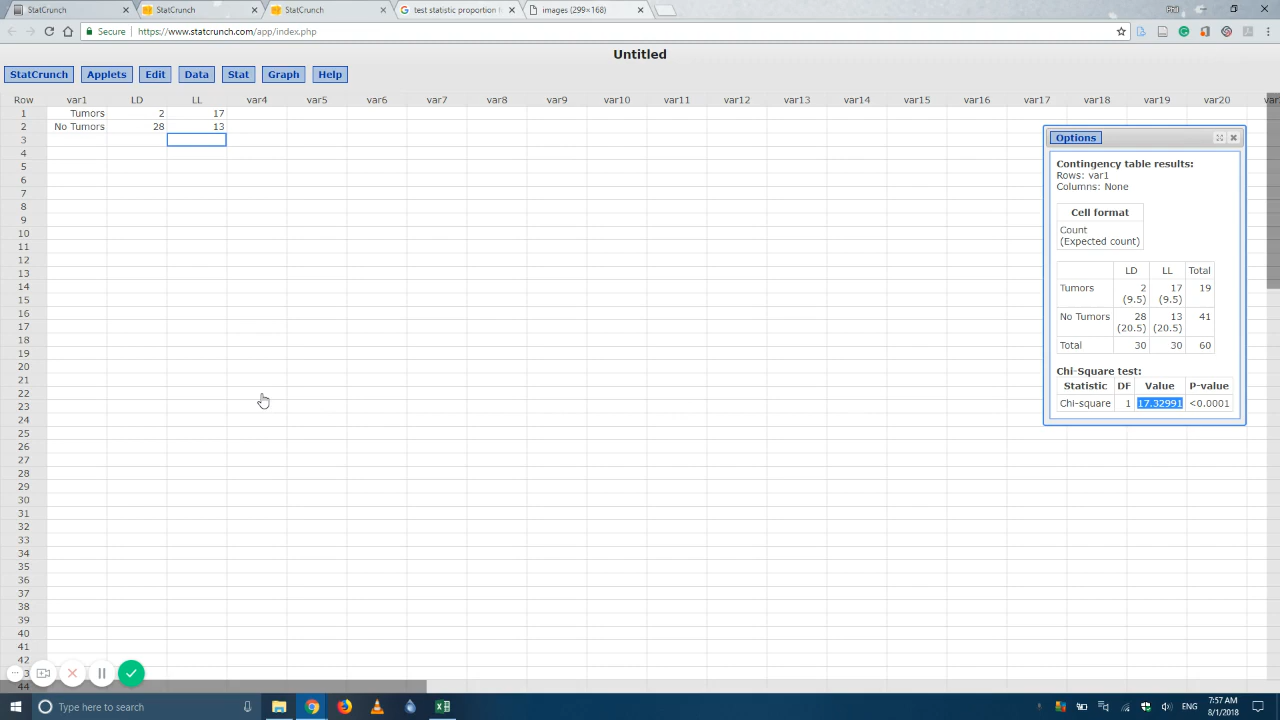 StatCrunch
StatCrunch
StatCrunch
test statistic proportion
images (299×168)
Secure
https://www.statcrunch.com/app/index.php
Untitled
StatCrunch Applets Edit Data Stat Graph Help
Row var1 LD LL var4 var5 var6 var7 var8 var9 var10 var11 var12 var13 var14 var15 var16 var17 var18 var19 var20
1 Tumors 2 17
2 No Tumors 28 13
3
4
5
6
7
8
9
10
11
12
13
14
15
16
17
18
19
20
21
22
23
24
25
26
27
28
29
30
31
32
33
34
35
36
37
38
39
40
41
42
44
Options
Contingency table results:
Rows: var1
Columns: None
Cell format
Count
(Expected count)
LD LL Total
Tumors 2 17 19
(9.5) (9.5)
No Tumors 28 13 41
(20.5) (20.5)
Total 30 30 60
Chi-Square test:
Statistic DF Value P-value
Chi-square 1 17.32991 <0.0001
Type here to search
ENG
7:57 AM
8/1/2018